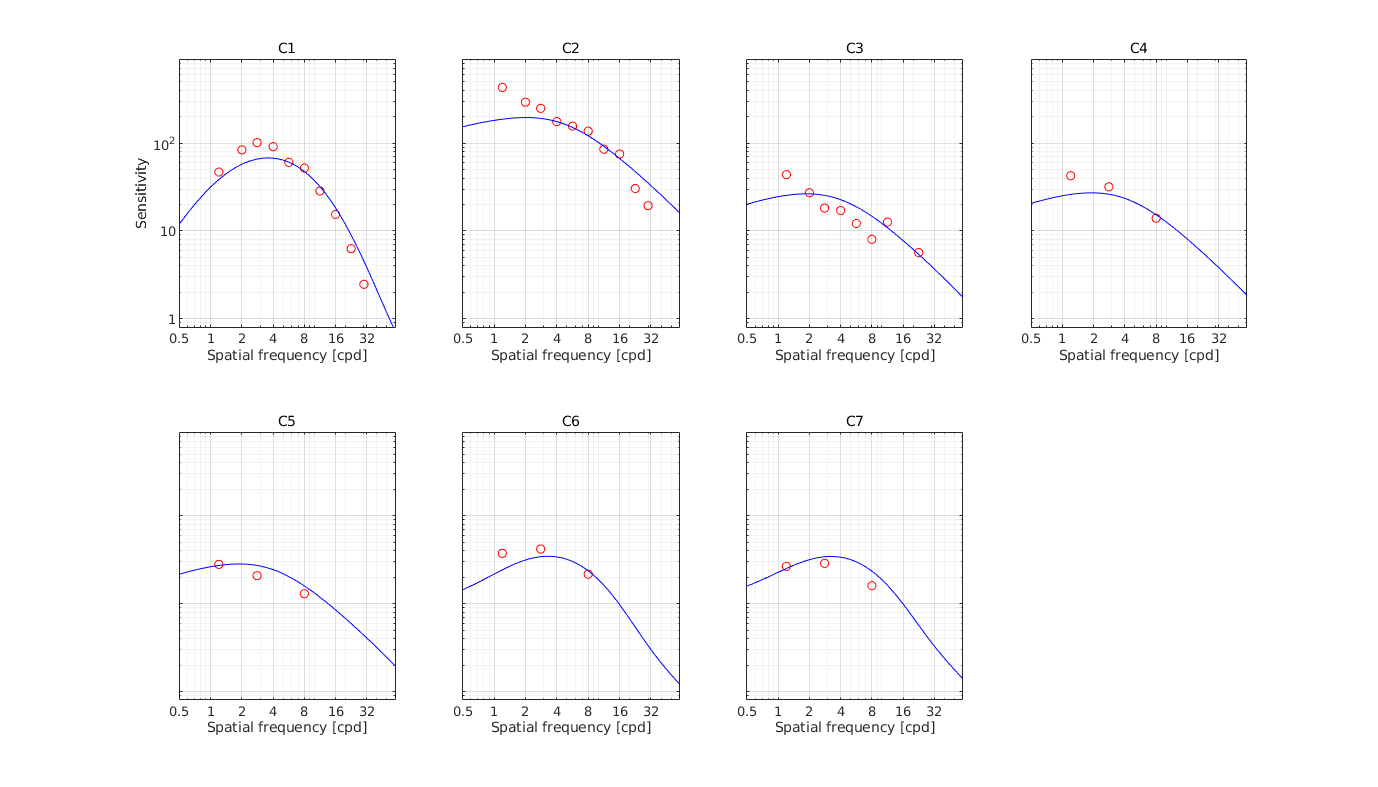 C1
C2
C3
C4
Sensitivity
10²
10
1
0.5 1 2 4 8 16 32
0.5 1 2 4 8 16 32
0.5 1 2 4 8 16 32
0.5 1 2 4 8 16 32
Spatial frequency [cpd]
Spatial frequency [cpd]
Spatial frequency [cpd]
Spatial frequency [cpd]
C5
C6
C7
0.5 1 2 4 8 16 32
0.5 1 2 4 8 16 32
0.5 1 2 4 8 16 32
Spatial frequency [cpd]
Spatial frequency [cpd]
Spatial frequency [cpd]